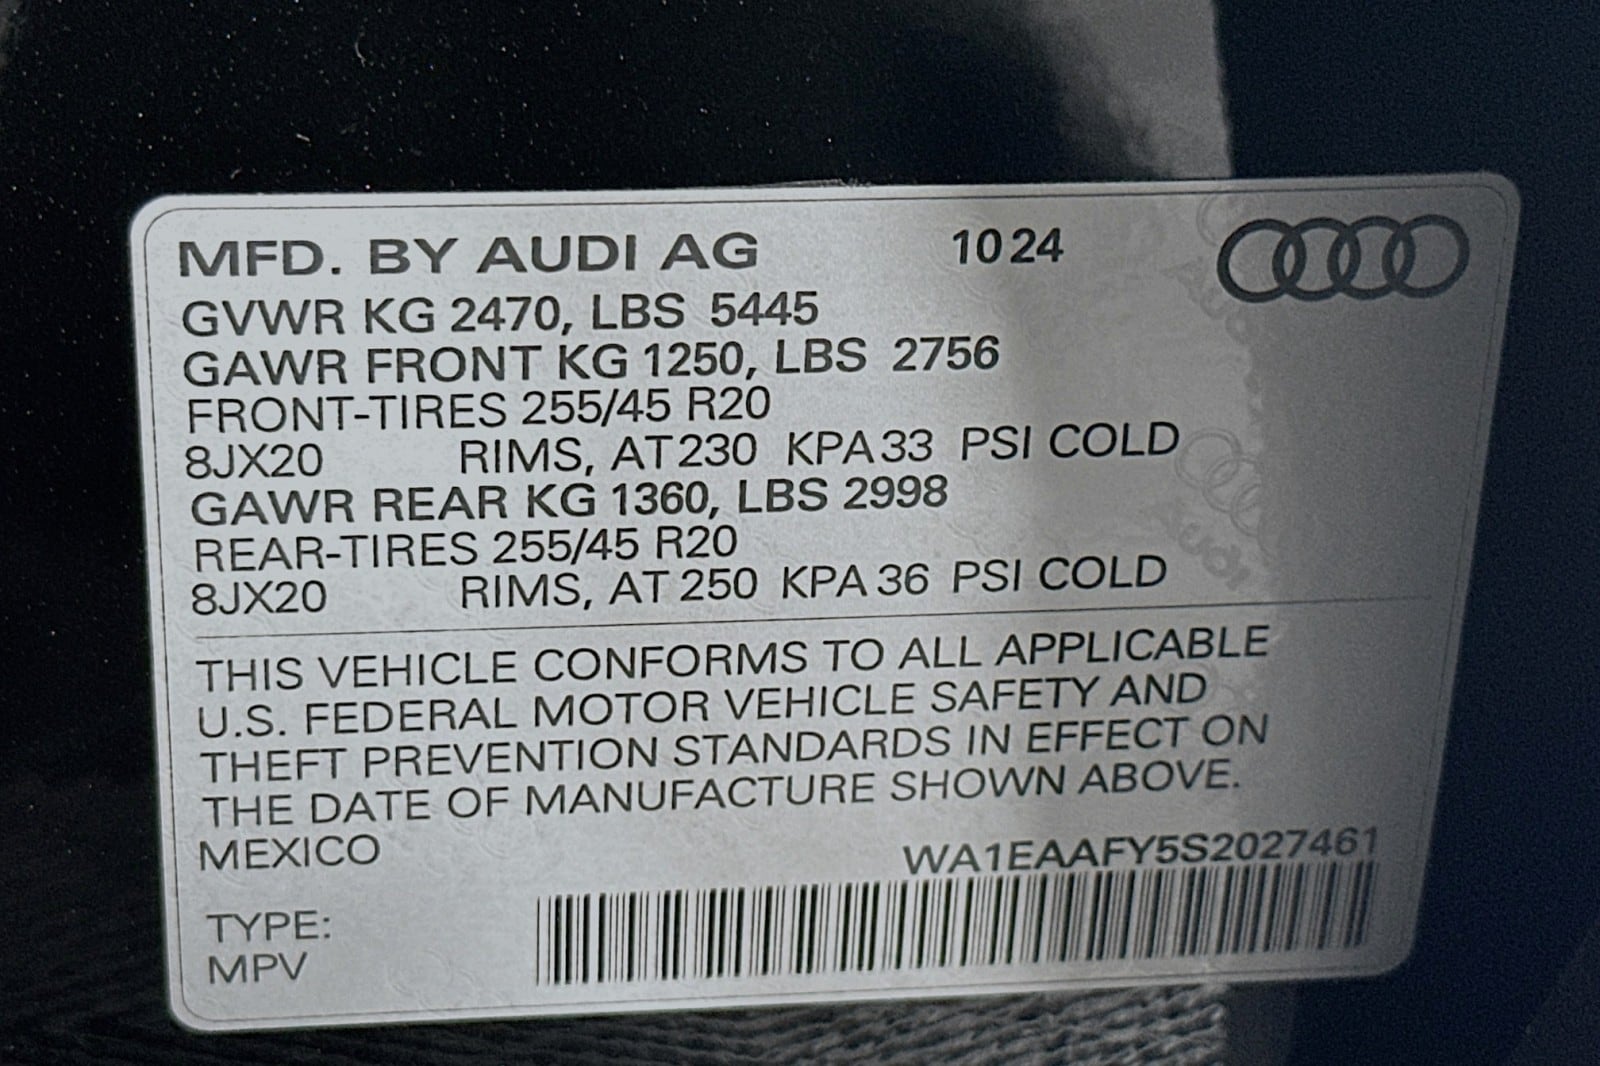 MFD. BY AUDI AG 10 24
GVWR KG 2470, LBS 5445
GAWR FRONT KG 1250, LBS 2756
FRONT-TIRES 255/45 R20
8JX20 RIMS, AT 230 KPA 33 PSI COLD
GAWR REAR KG 1360, LBS 2998
REAR-TIRES 255/45 R20
8JX20 RIMS, AT 250 KPA 36 PSI COLD
THIS VEHICLE CONFORMS TO ALL APPLICABLE
U.S. FEDERAL MOTOR VEHICLE SAFETY AND
THEFT PREVENTION STANDARDS IN EFFECT ON
THE DATE OF MANUFACTURE SHOWN ABOVE.
MEXICO WA1EAAFY5S2027461
TYPE:
MPV
Audi
Audi